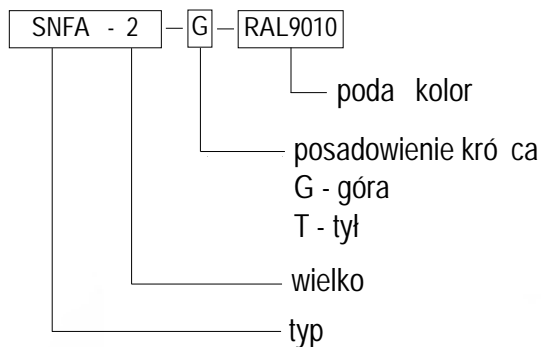 SNFA - 2 - G - RAL9010
poda kolor
posadowienie kró ca
G - góra
T - tył
wielko
typ